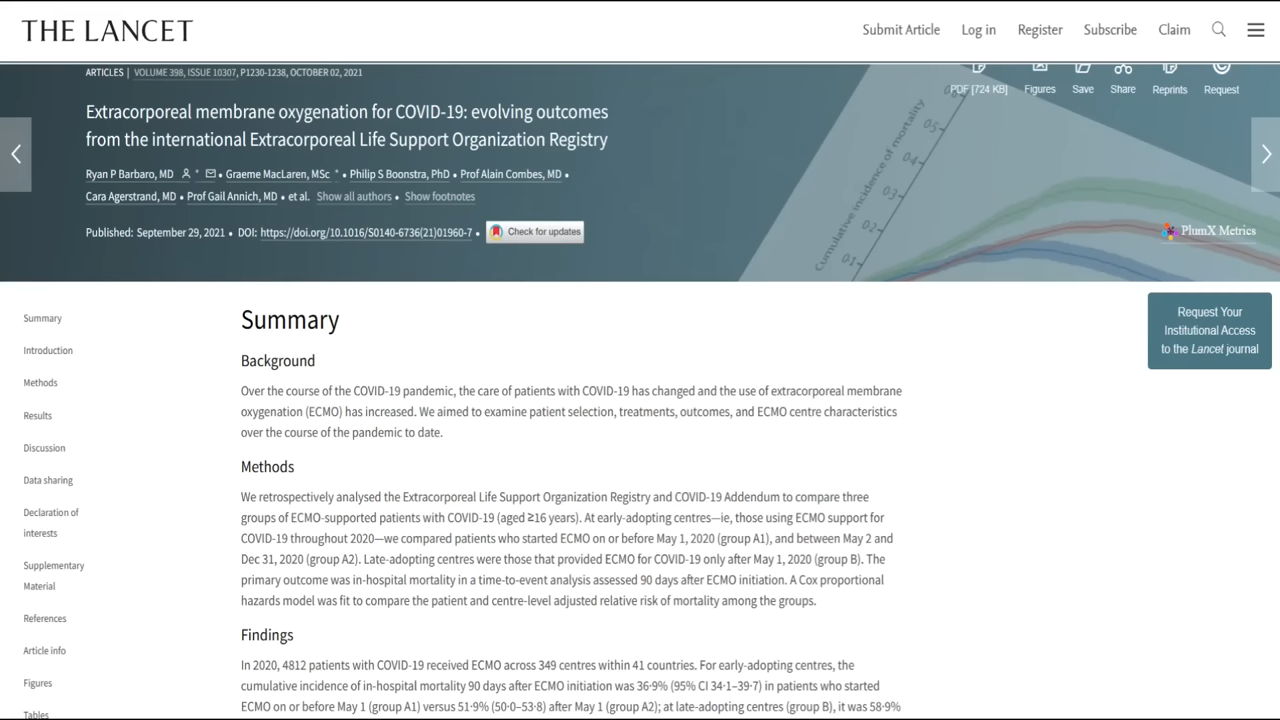 THE LANCET
Submit Article Log in Register Subscribe Claim
ARTICLES | VOLUME 398, ISSUE 10307, P1230-1238, OCTOBER 02, 2021
PDF [724 KB] Figures Save Share Reprints Request
Extracorporeal membrane oxygenation for COVID-19: evolving outcomes
from the international Extracorporeal Life Support Organization Registry
Ryan P Barbaro, MD * • Graeme MacLaren, MSc * • Philip S Boonstra, PhD • Prof Alain Combes, MD •
Cara Agerstrand, MD • Prof Gail Annich, MD • et al. Show all authors • Show footnotes
Published: September 29, 2021 • DOI: https://doi.org/10.1016/S0140-6736(21)01960-7 • Check for updates
Cumulative incidence of mortality
0·5
0·4
0·3
0·2
0·1
PlumX Metrics
Request Your
Institutional Access
to the Lancet journal
Summary
Introduction
Methods
Results
Discussion
Data sharing
Declaration of
interests
Supplementary
Material
References
Article info
Figures
Tables
Summary
Background
Over the course of the COVID-19 pandemic, the care of patients with COVID-19 has changed and the use of extracorporeal membrane
oxygenation (ECMO) has increased. We aimed to examine patient selection, treatments, outcomes, and ECMO centre characteristics
over the course of the pandemic to date.
Methods
We retrospectively analysed the Extracorporeal Life Support Organization Registry and COVID-19 Addendum to compare three
groups of ECMO-supported patients with COVID-19 (aged ≥16 years). At early-adopting centres—ie, those using ECMO support for
COVID-19 throughout 2020—we compared patients who started ECMO on or before May 1, 2020 (group A1), and between May 2 and
Dec 31, 2020 (group A2). Late-adopting centres were those that provided ECMO for COVID-19 only after May 1, 2020 (group B). The
primary outcome was in-hospital mortality in a time-to-event analysis assessed 90 days after ECMO initiation. A Cox proportional
hazards model was fit to compare the patient and centre-level adjusted relative risk of mortality among the groups.
Findings
In 2020, 4812 patients with COVID-19 received ECMO across 349 centres within 41 countries. For early-adopting centres, the
cumulative incidence of in-hospital mortality 90 days after ECMO initiation was 36·9% (95% CI 34·1–39·7) in patients who started
ECMO on or before May 1 (group A1) versus 51·9% (50·0–53·8) after May 1 (group A2); at late-adopting centres (group B), it was 58·9%